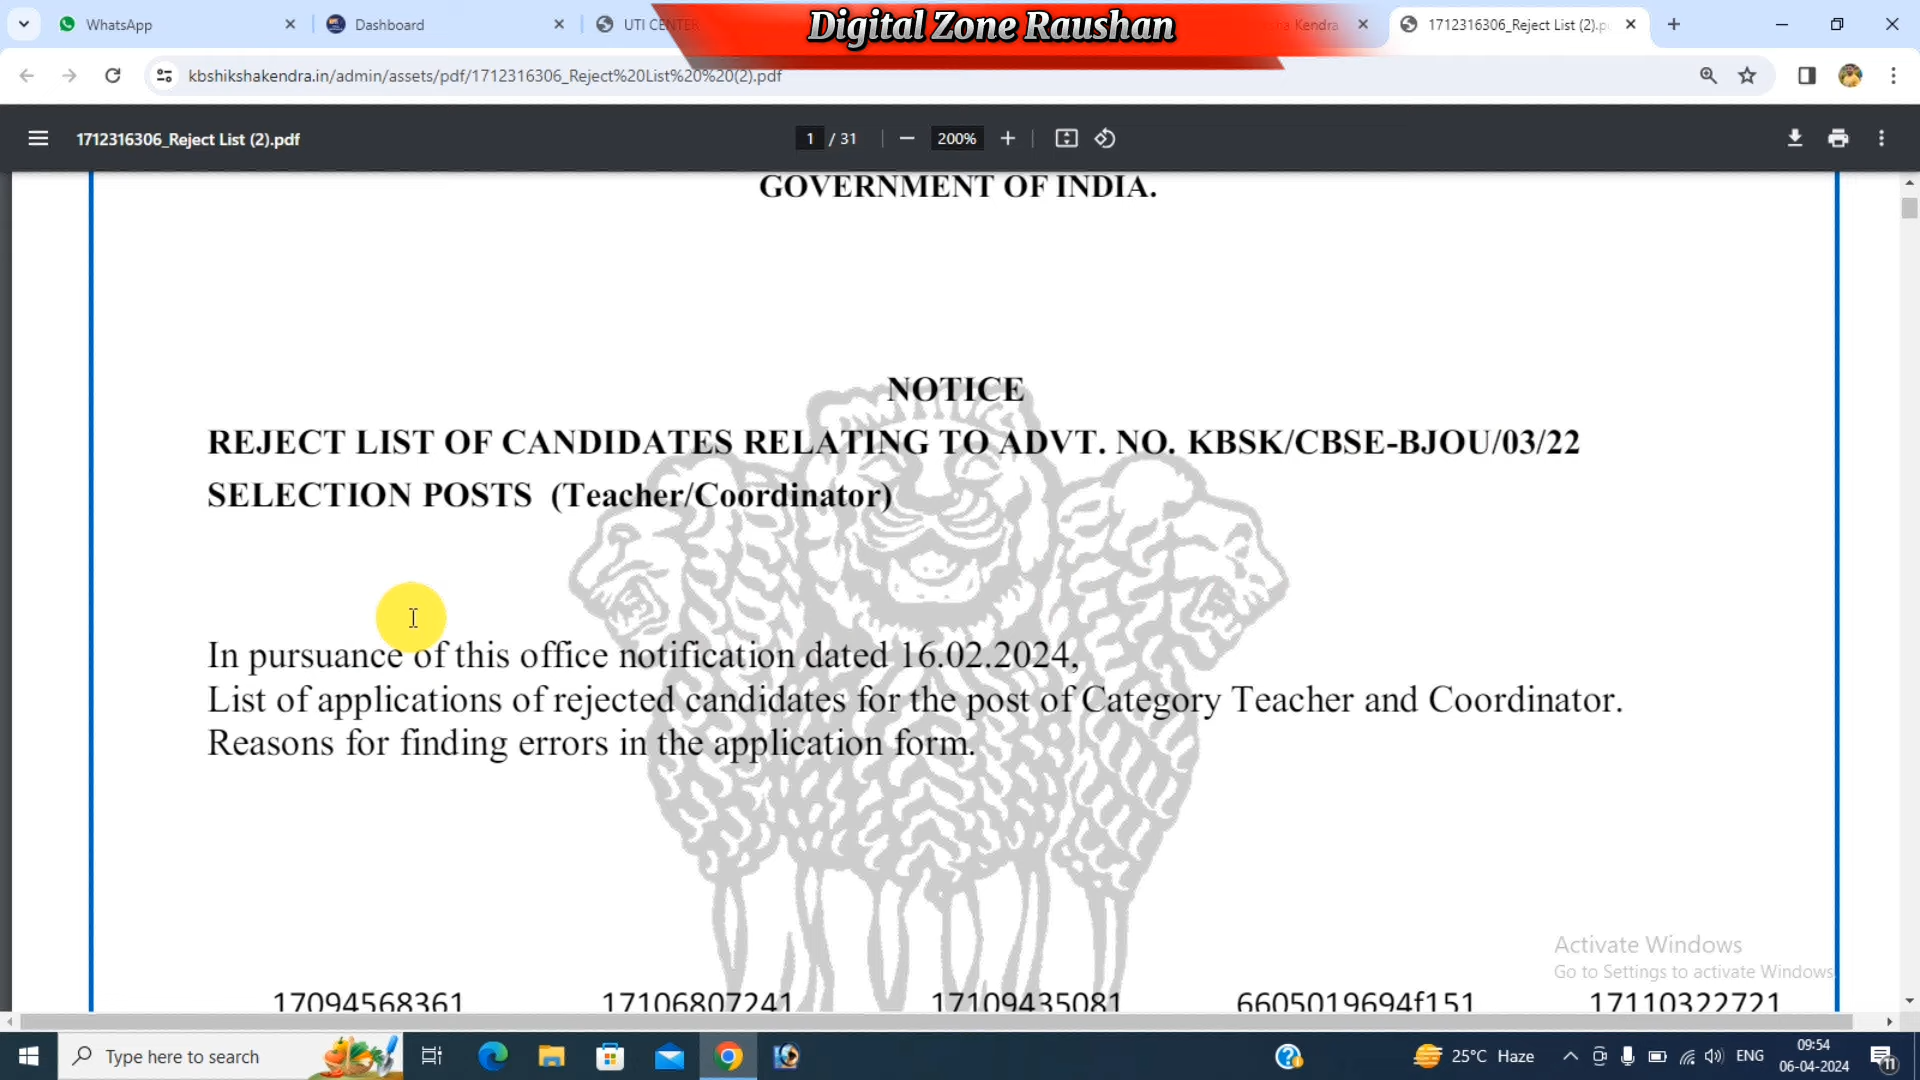 WhatsApp
Dashboard
UTI CENTER
Digital Zone Raushan
Kendra
1712316306_Reject List (2).p
kbshikshakendra.in/admin/assets/pdf/1712316306_Reject%20List%20%20(2).pdf
1712316306_Reject List (2).pdf
1 / 31
200%
GOVERNMENT OF INDIA.
NOTICE
REJECT LIST OF CANDIDATES RELATING TO ADVT. NO. KBSK/CBSE-BJOU/03/22
SELECTION POSTS (Teacher/Coordinator)
In pursuance of this office notification dated 16.02.2024,
List of applications of rejected candidates for the post of Category Teacher and Coordinator.
Reasons for finding errors in the application form.
Activate Windows
Go to Settings to activate Windows.
17094568361 17106807241 17109435081 6605019694f151 17110322721
Type here to search
25°C Haze
ENG
09:54
06-04-2024
11